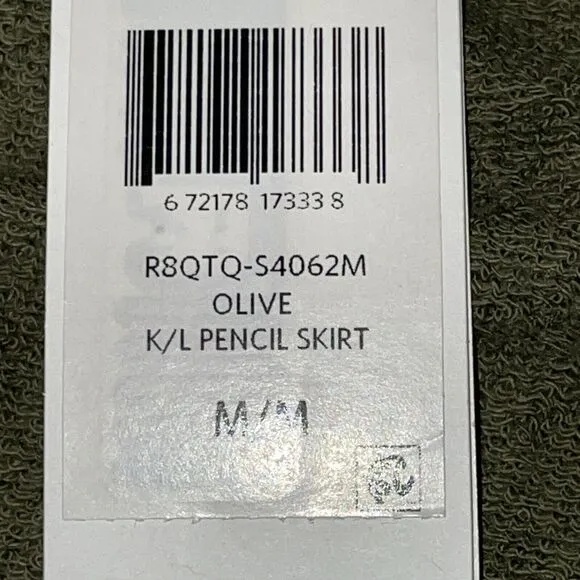 6 72178 17333 8
R8QTQ-S4062M
OLIVE
K/L PENCIL SKIRT
M/M